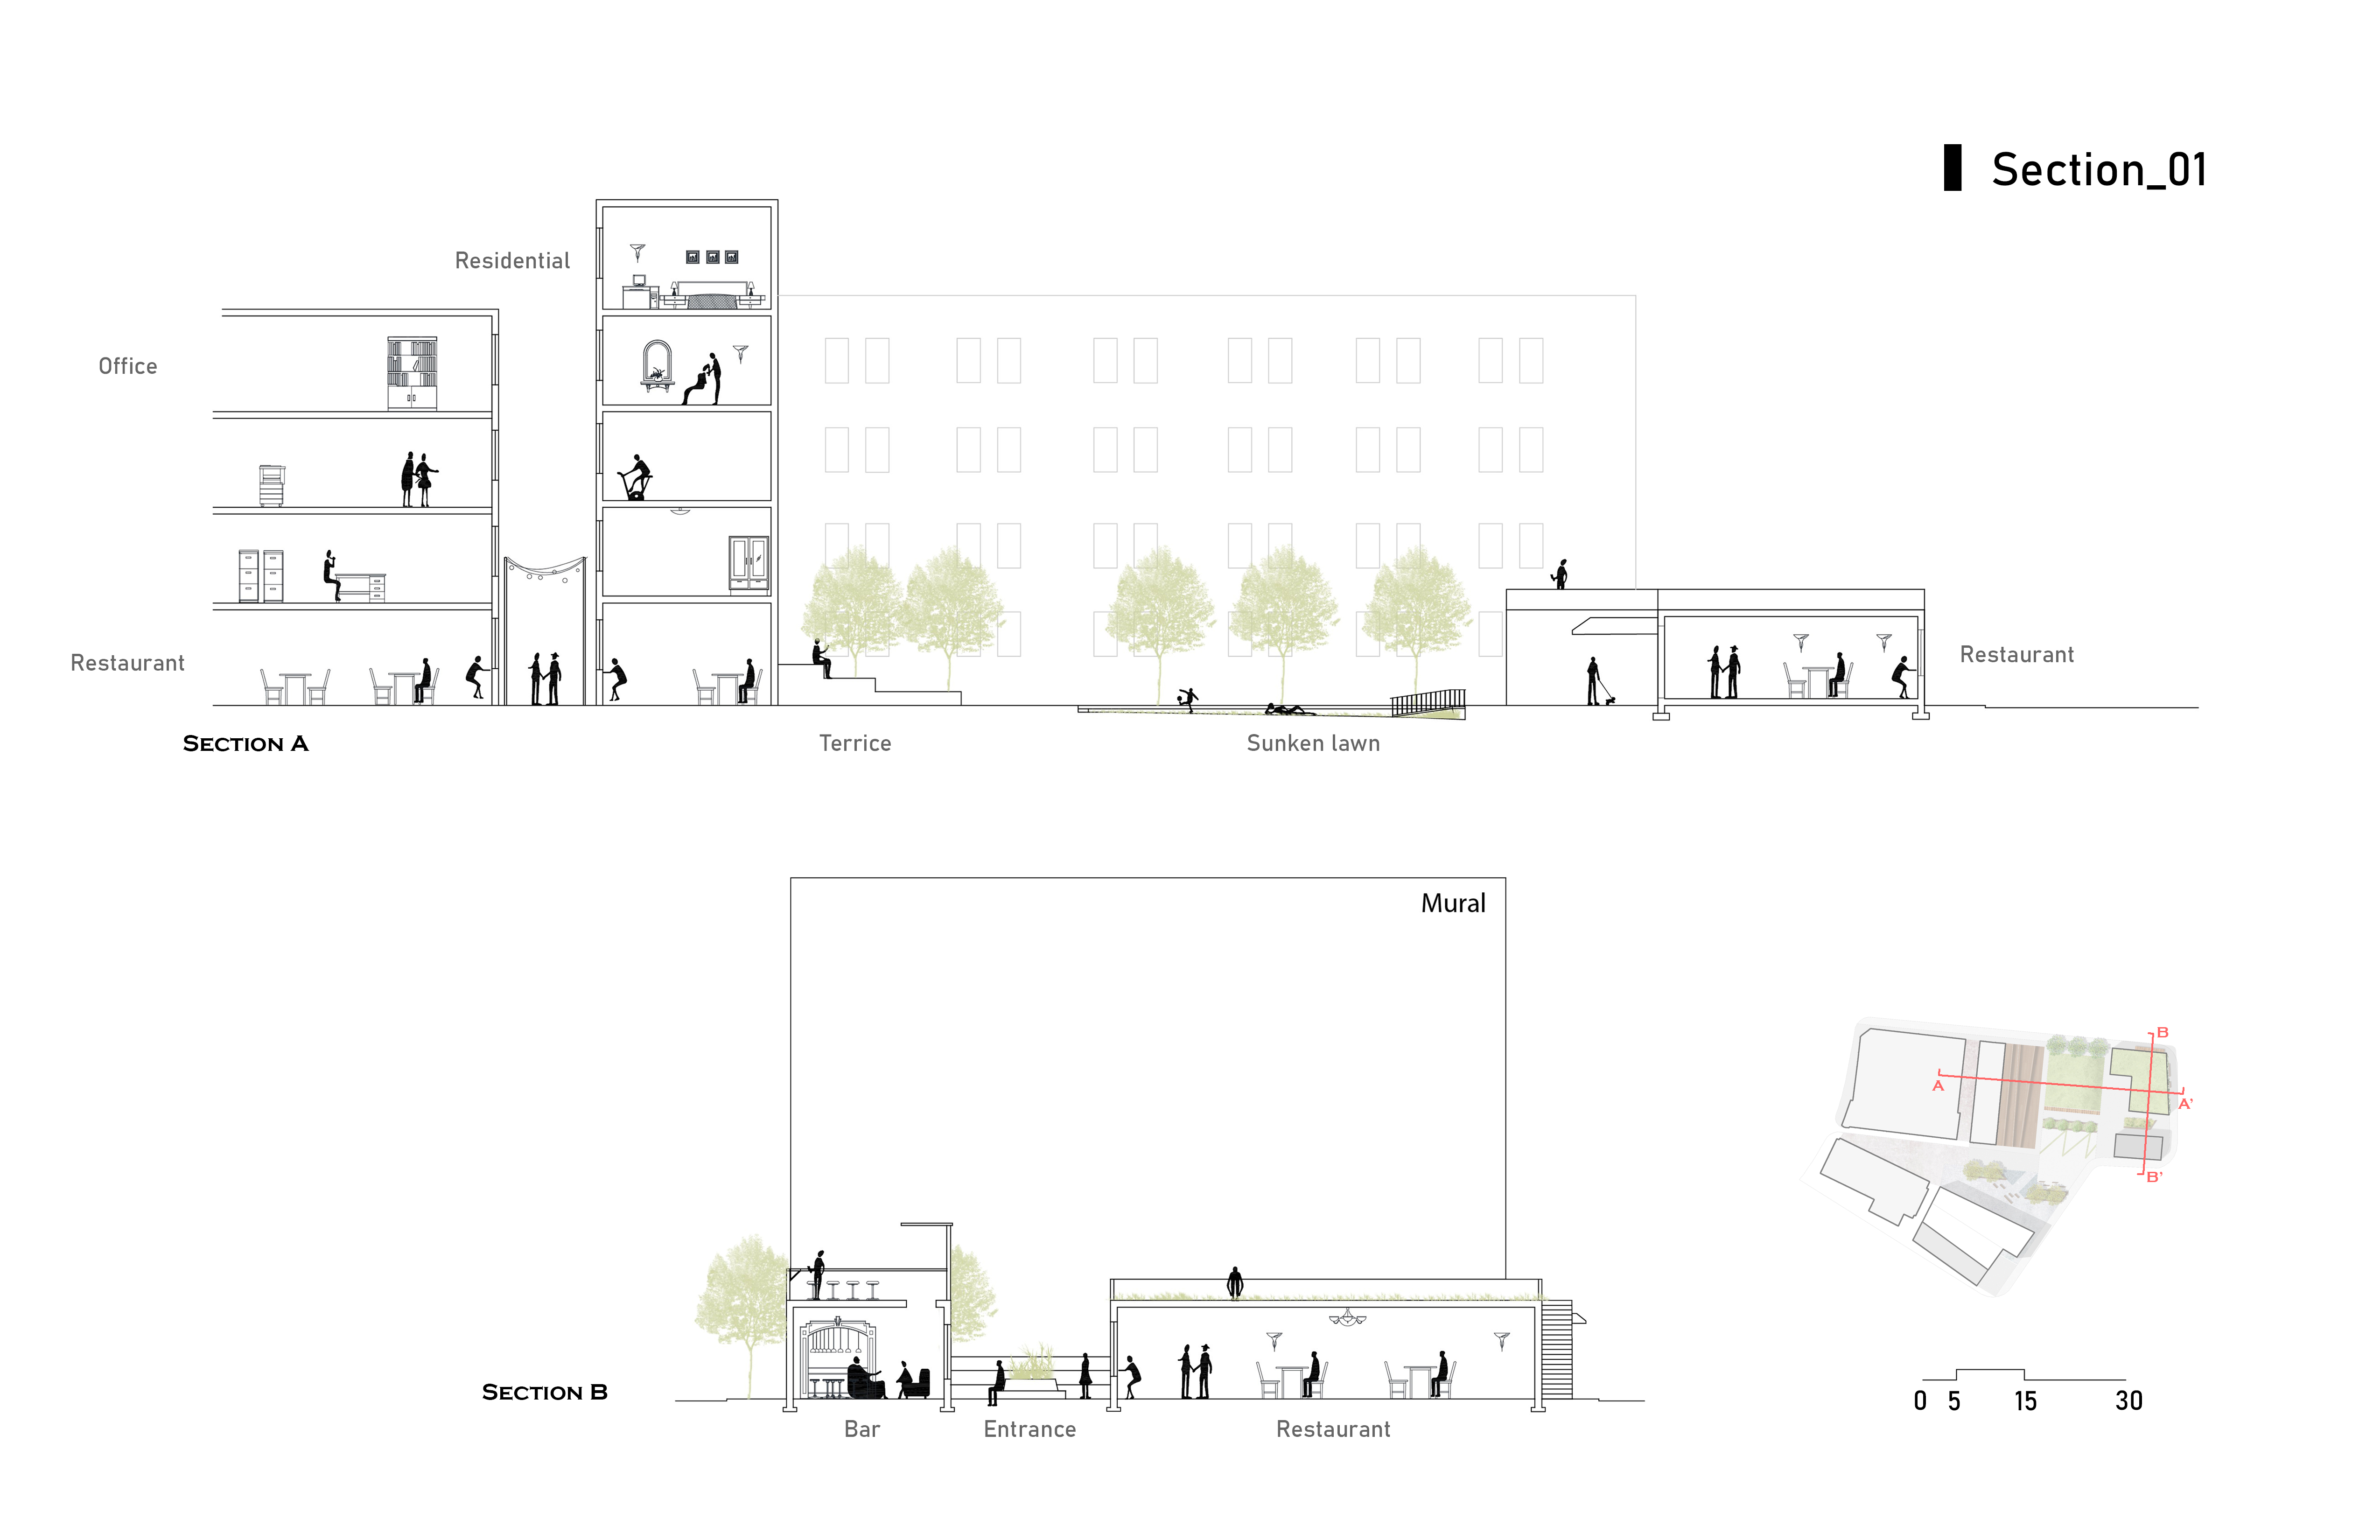 Section_01
Residential
Office
Restaurant
Restaurant
SECTION A
Terrice
Sunken lawn
Mural
B
A
A'
B'
SECTION B
Bar
Entrance
Restaurant
0 5 15 30